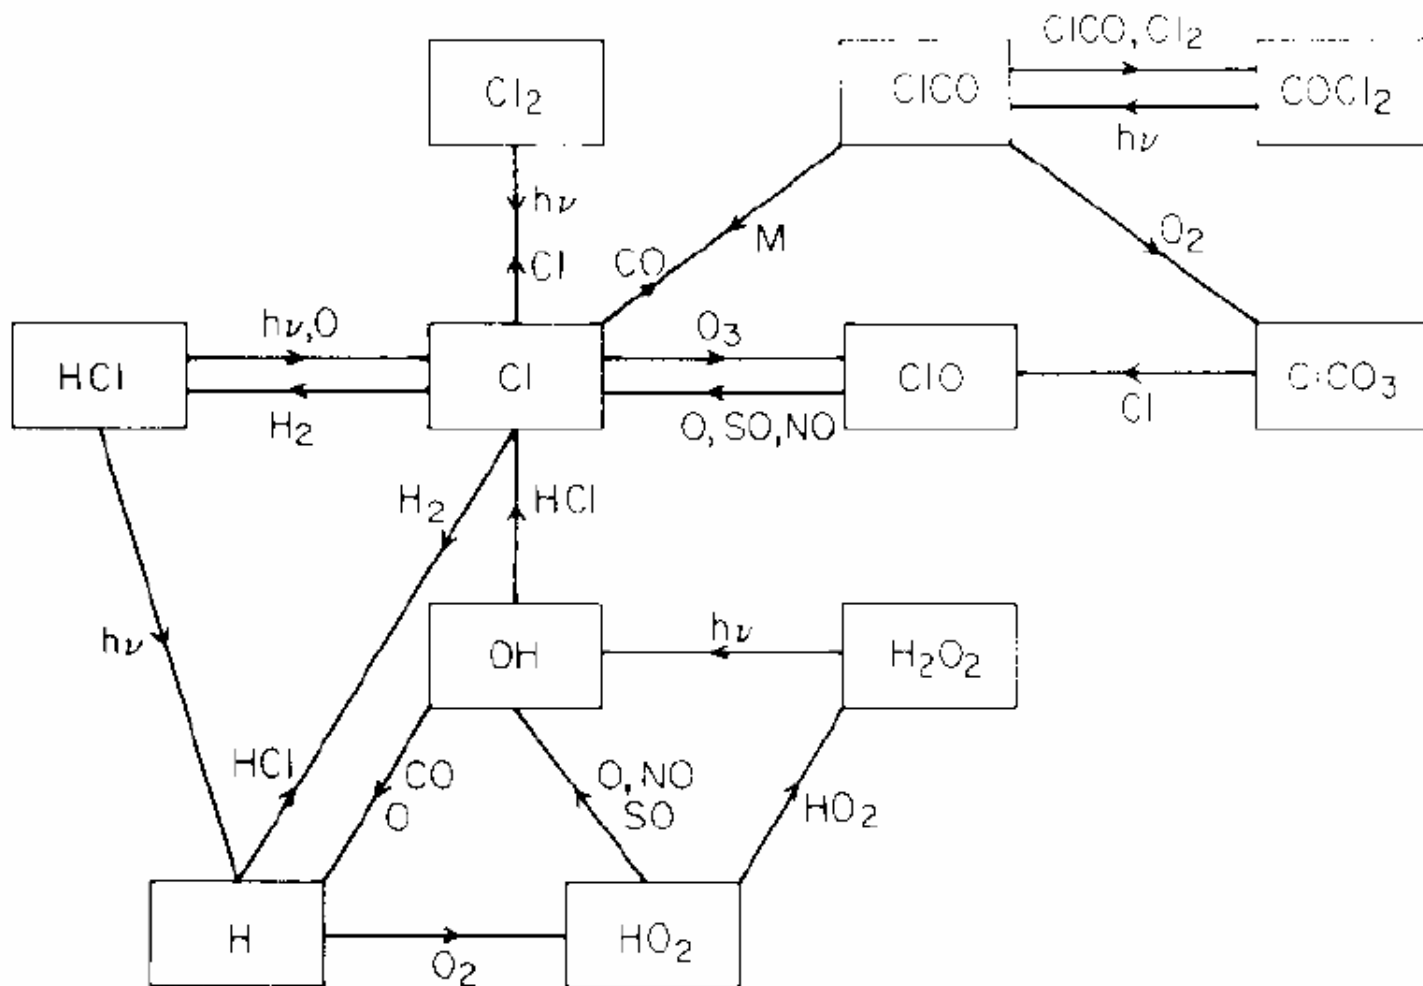 ClCO, Cl₂
Cl₂
ClCO
COCl₂
hν
hν
M
O₂
Cl
CO
hν, O
O₃
HCl
Cl
ClO
ClCO₃
H₂
O, SO, NO
Cl
H₂
HCl
hν
OH
hν
H₂O₂
HCl
CO
O
O, NO
SO
HO₂
H
O₂
HO₂